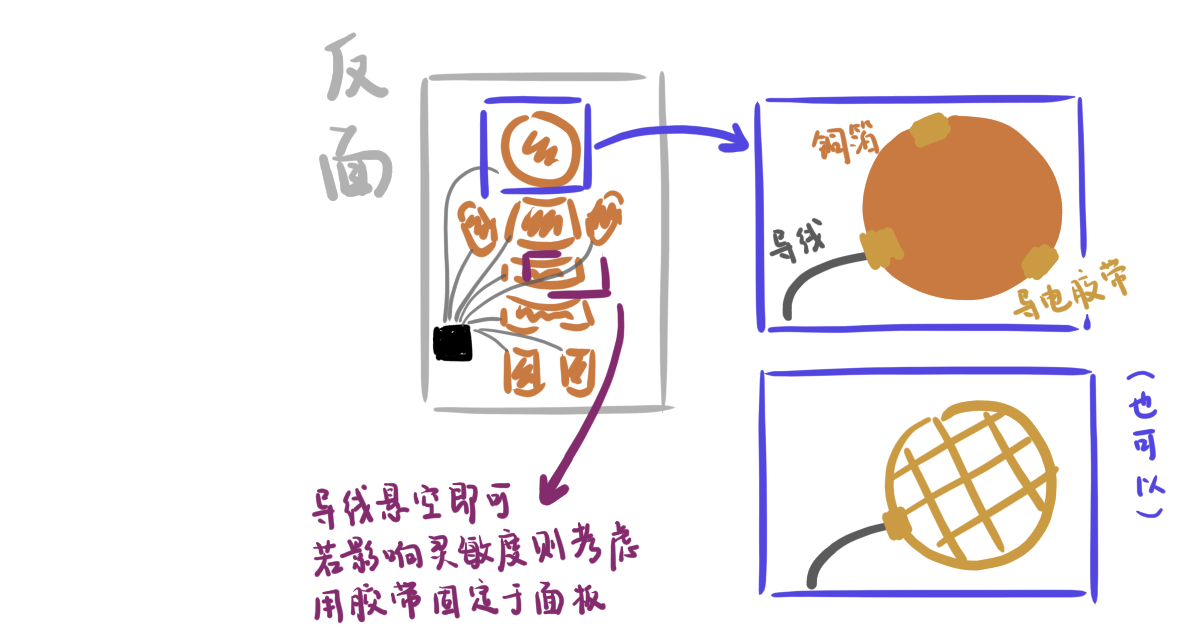 反面
銅箔
导线
导电胶带
(也可以)
导线悬空即可
若影响灵敏度则考虑
用胶带固定于面板